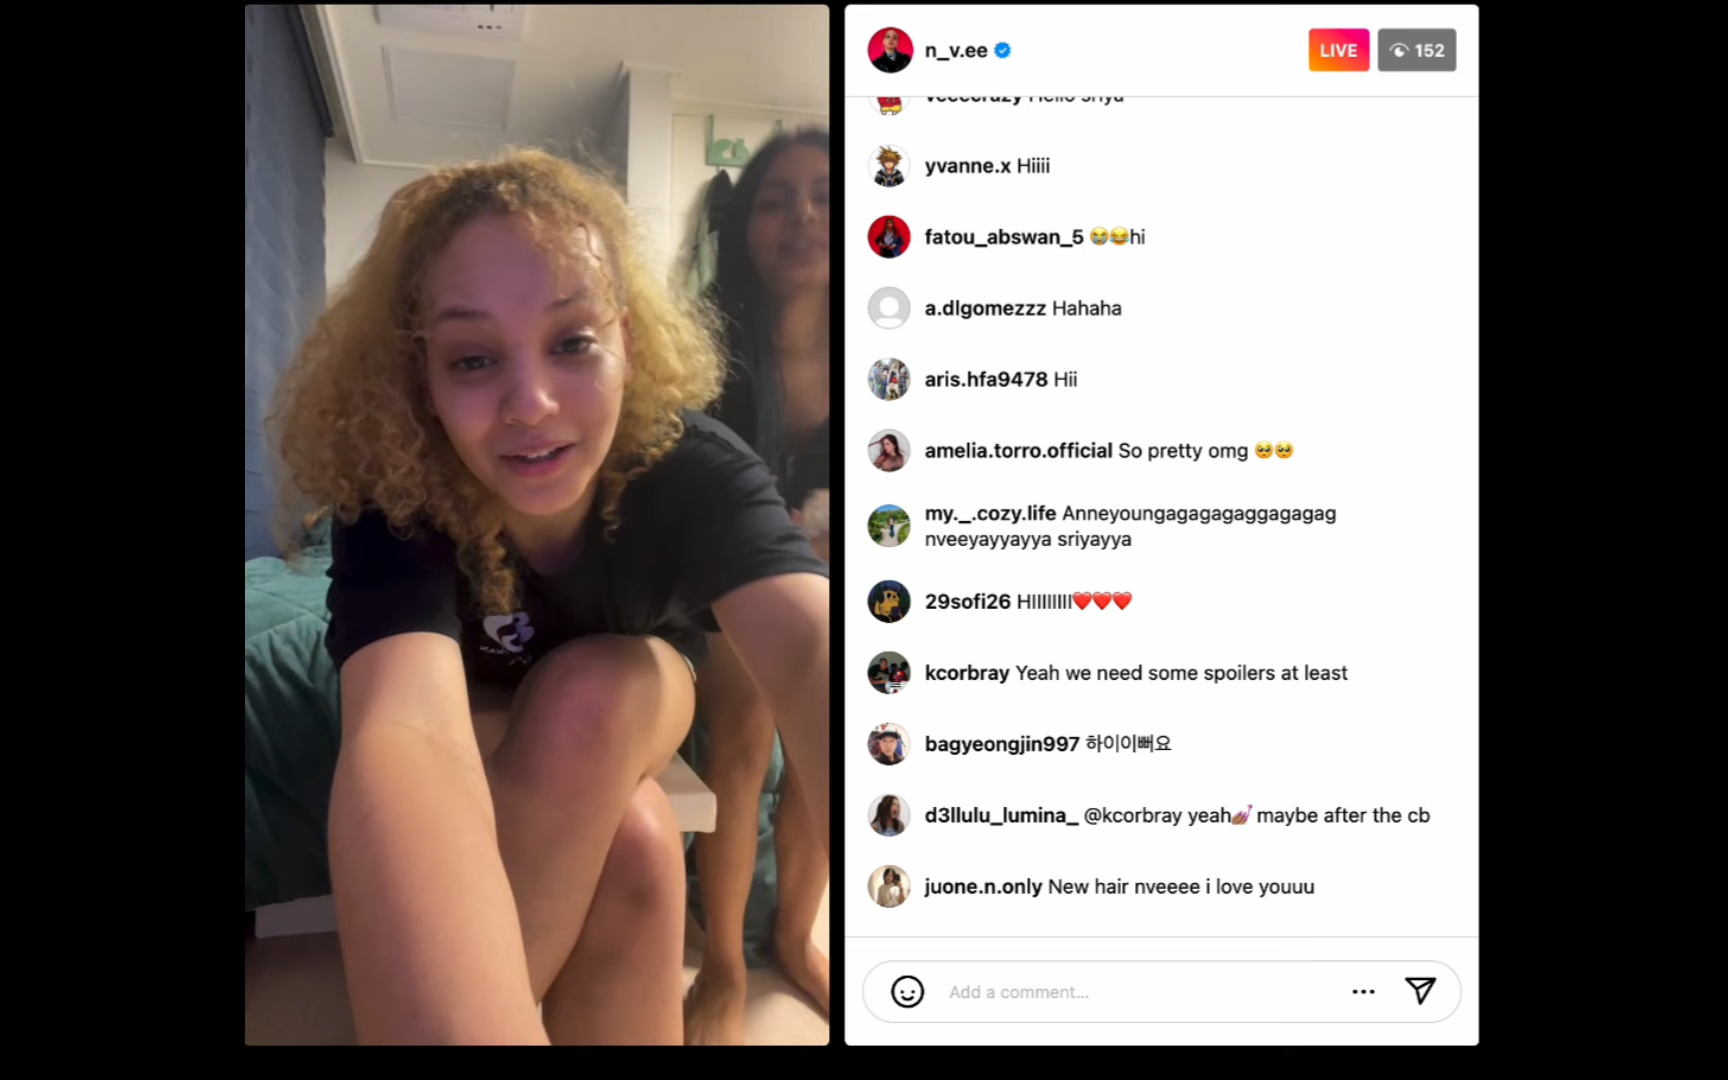 n_v.ee
LIVE
152
veeecrazy Hello sriya
yvanne.x Hiiii
fatou_abswan_5 😭😂hi
a.dlgomezzz Hahaha
aris.hfa9478 Hii
amelia.torro.official So pretty omg 🥺🥺
my._.cozy.life Anneyoungagagagaggagagag
nveeyayyayya sriyayya
29sofi26 HIIIIIIII❤️❤️❤️
kcorbray Yeah we need some spoilers at least
bagyeongjin997 하이이뻐요
d3llulu_lumina_ @kcorbray yeah💅🏽 maybe after the cb
juone.n.only New hair nveeee i love youuu
Add a comment...